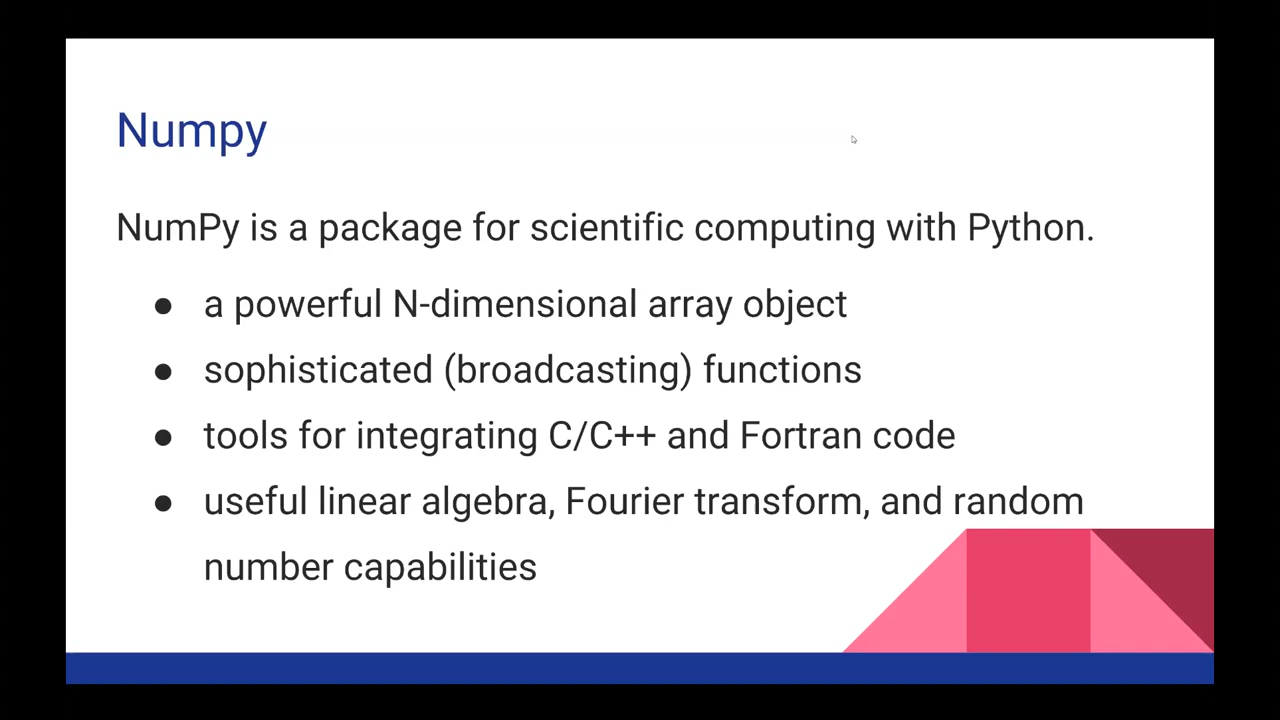 Numpy
NumPy is a package for scientific computing with Python.
● a powerful N-dimensional array object
● sophisticated (broadcasting) functions
● tools for integrating C/C++ and Fortran code
● useful linear algebra, Fourier transform, and random
number capabilities